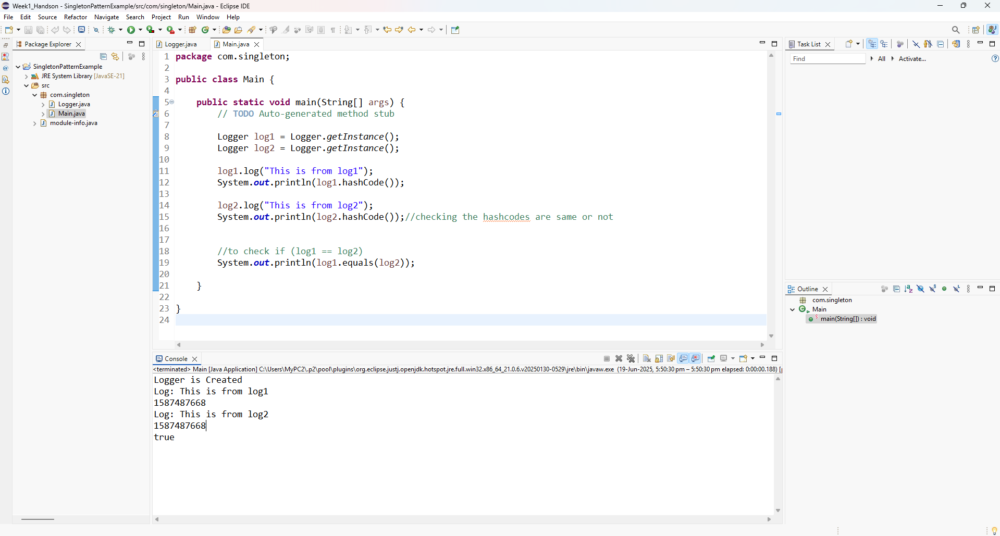 Week1_Handson - SingletonPatternExample/src/com/singleton/Main.java - Eclipse IDE
File Edit Source Refactor Navigate Search Project Run Window Help
Package Explorer
SingletonPatternExample
JRE System Library [JavaSE-21]
src
com.singleton
Logger.java
Main.java
module-info.java
Logger.java Main.java
1 package com.singleton;
2
3 public class Main {
4
5 public static void main(String[] args) {
6 // TODO Auto-generated method stub
7
8 Logger log1 = Logger.getInstance();
9 Logger log2 = Logger.getInstance();
10
11 log1.log("This is from log1");
12 System.out.println(log1.hashCode());
13
14 log2.log("This is from log2");
15 System.out.println(log2.hashCode());//checking the hashcodes are same or not
16
17
18 //to check if (log1 == log2)
19 System.out.println(log1.equals(log2));
20
21 }
22
23 }
24
Console
<terminated> Main [Java Application] C:\Users\MyPC2\.p2\pool\plugins\org.eclipse.justj.openjdk.hotspot.jre.full.win32.x86_64_21.0.6.v20250130-0529\jre\bin\javaw.exe (19-Jun-2025, 5:50:30 pm – 5:50:30 pm elapsed: 0:00:00.188) [
Logger is Created
Log: This is from log1
1587487668
Log: This is from log2
1587487668
true
Task List
Find All Activate...
Outline
com.singleton
Main
main(String[]) : void